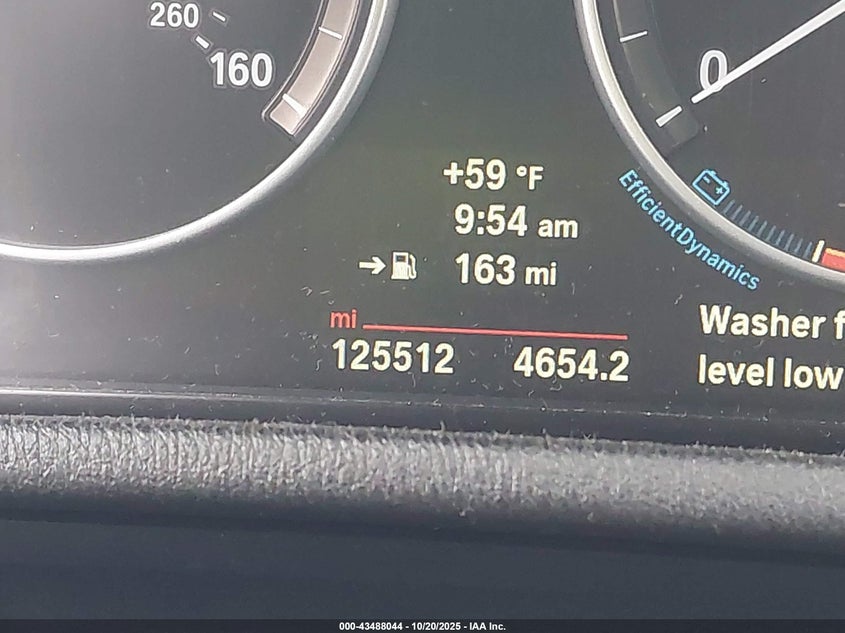 260
160
0
+59 °F
9:54 am
163 mi
EfficientDynamics
mi
125512 4654.2
Washer f
level low
000-43488044 - 10/20/2025 - IAA Inc.